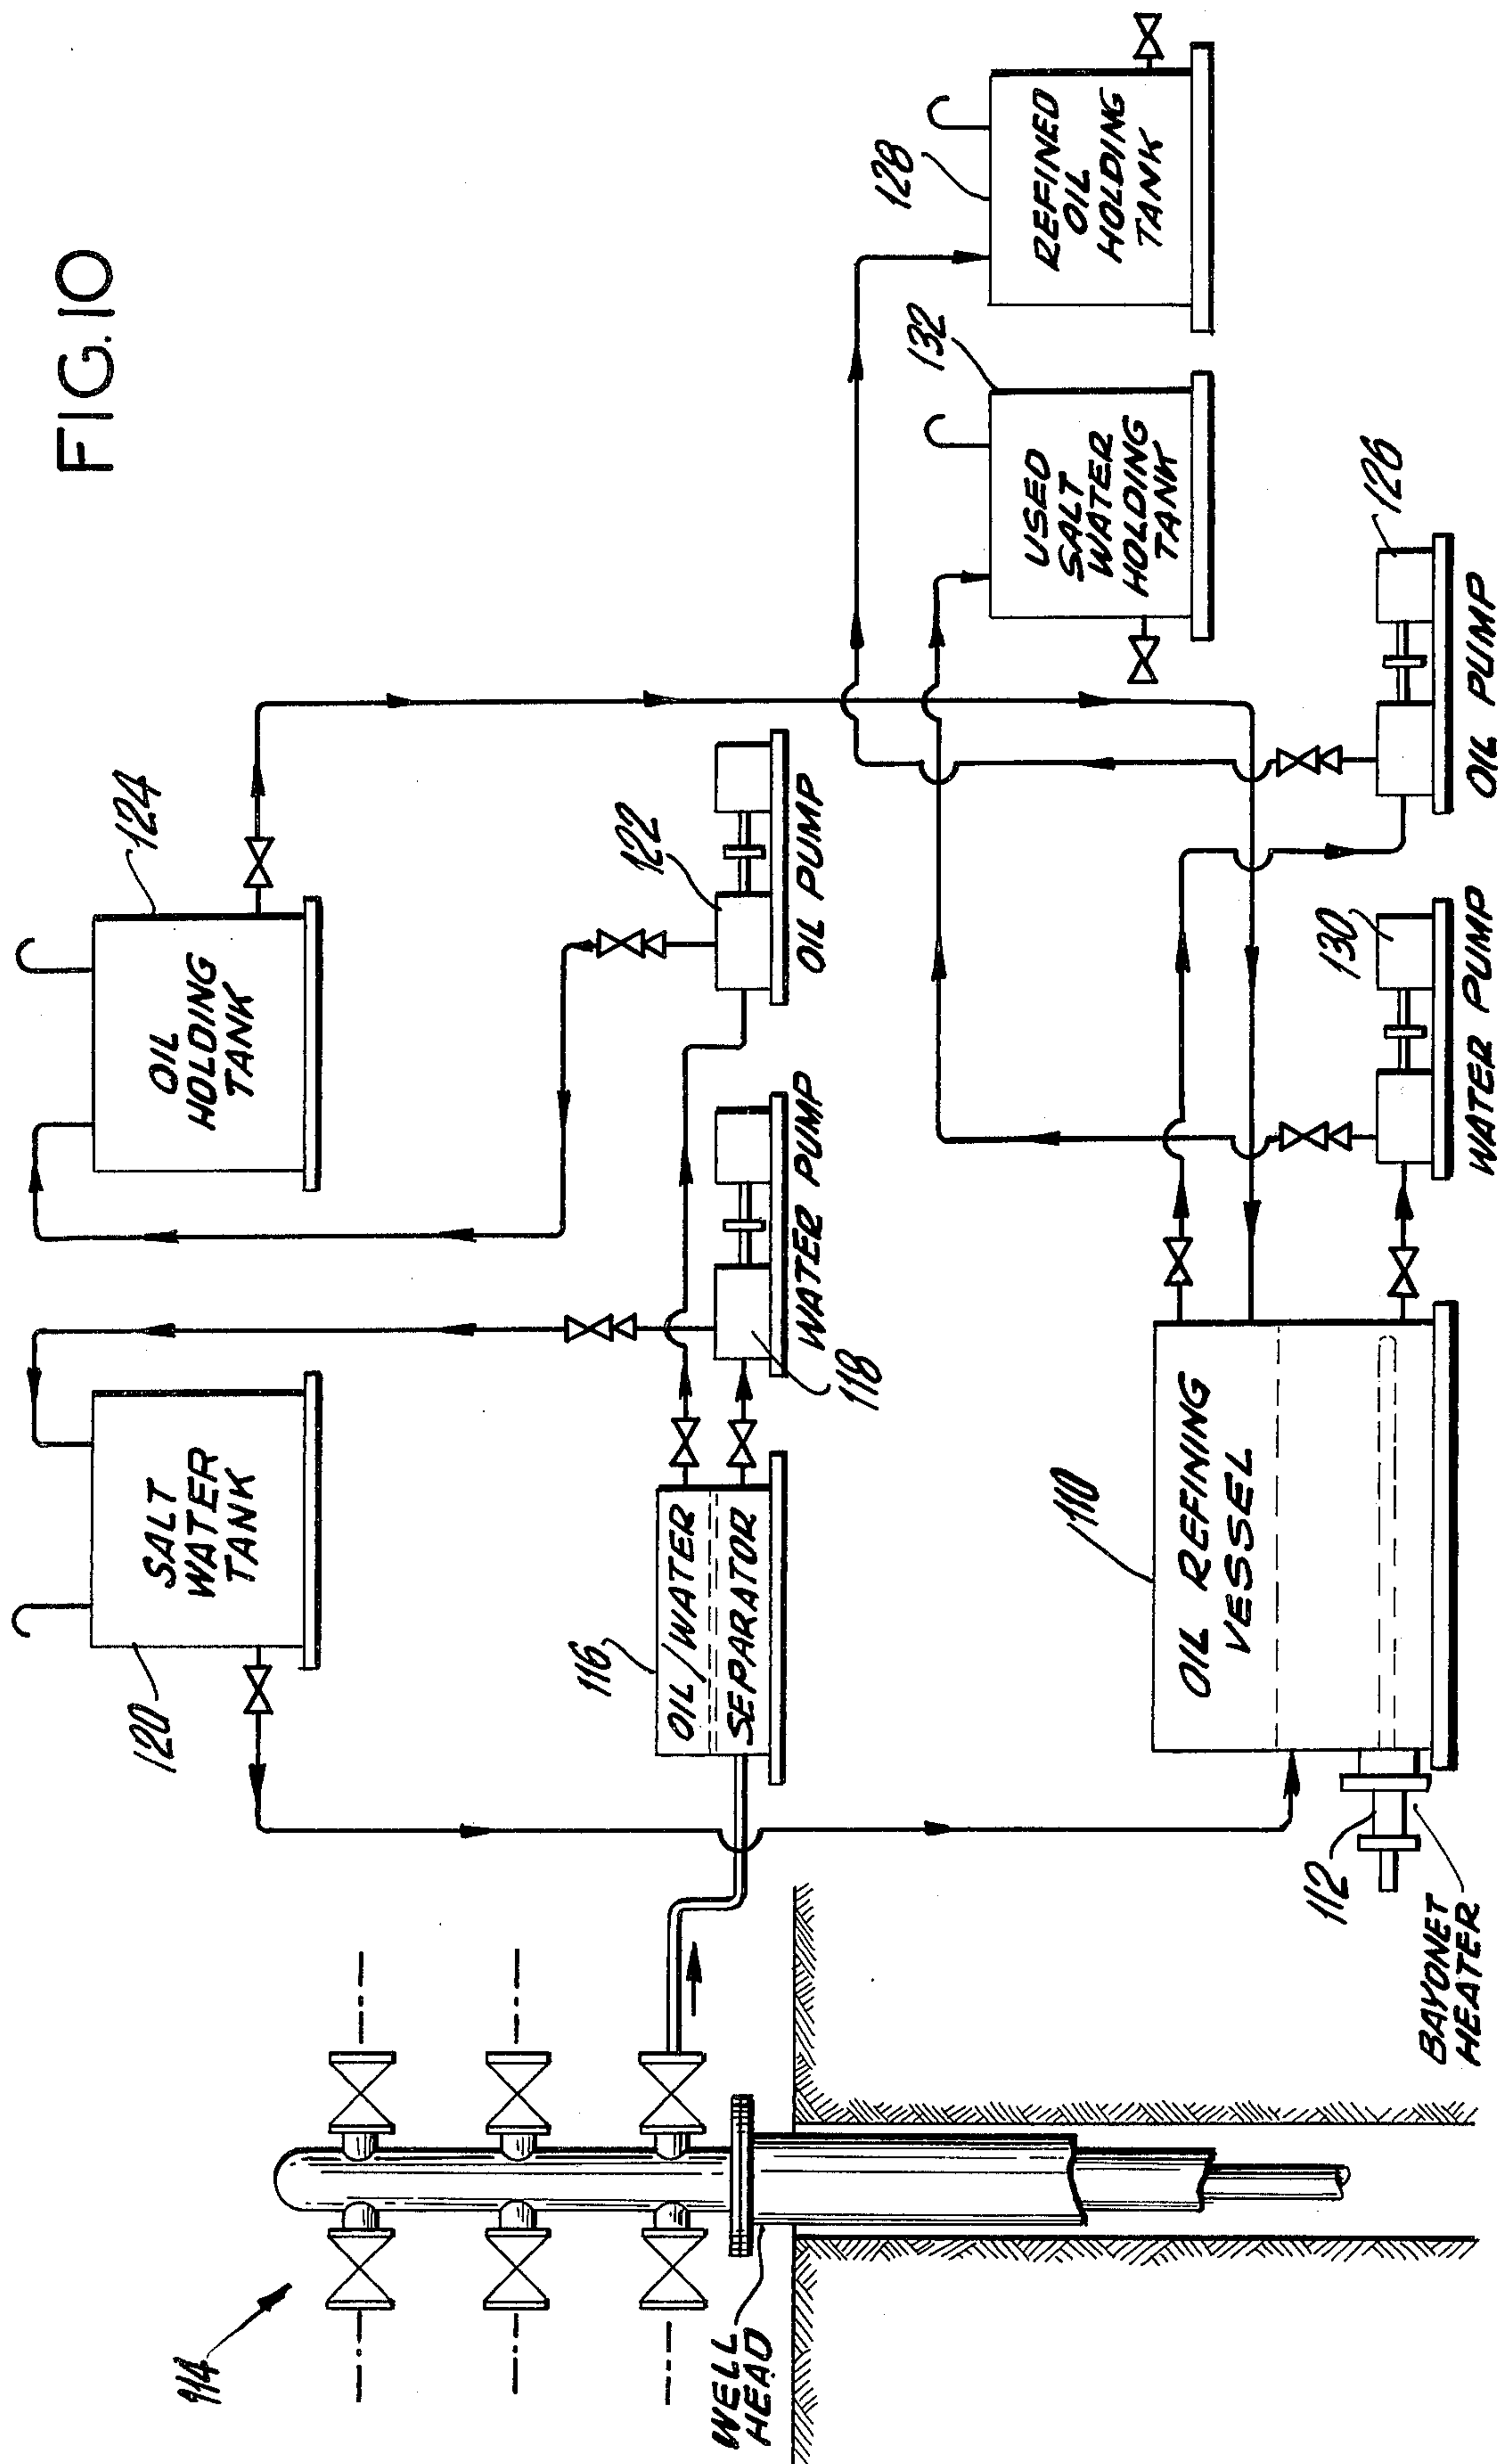 FIG. 10
114
WELL
HEAD
120
SALT
WATER
TANK
124
OIL
HOLDING
TANK
116
OIL/WATER
SEPARATOR
118
WATER PUMP
122
OIL PUMP
110
OIL REFINING
VESSEL
112
BAYONET
HEATER
130
WATER PUMP
126
OIL PUMP
132
USED
SALT
WATER
HOLDING
TANK
128
REFINED
OIL
HOLDING
TANK